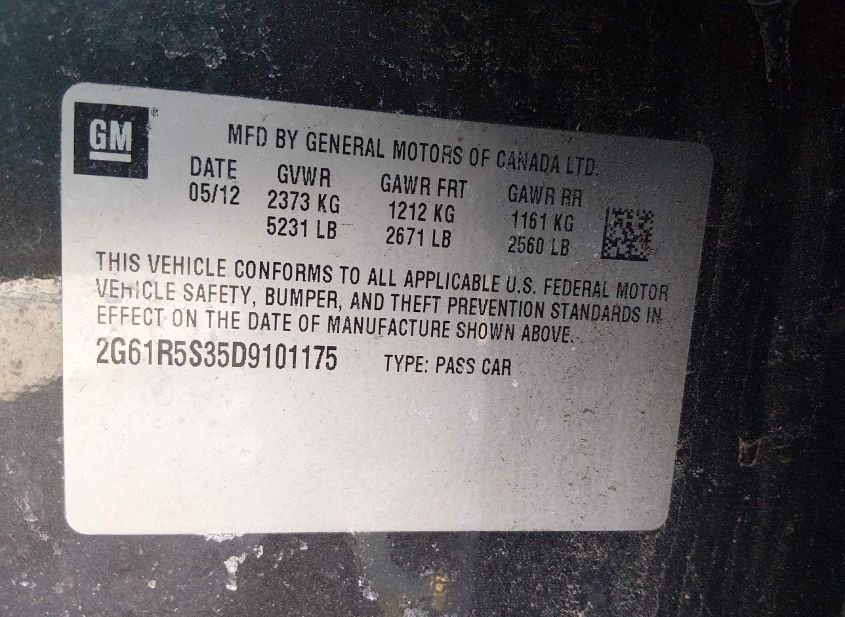 GM ®
MFD BY GENERAL MOTORS OF CANADA LTD.
DATE GVWR GAWR FRT GAWR RR
05/12 2373 KG 1212 KG 1161 KG
5231 LB 2671 LB 2560 LB
THIS VEHICLE CONFORMS TO ALL APPLICABLE U.S. FEDERAL MOTOR
VEHICLE SAFETY, BUMPER, AND THEFT PREVENTION STANDARDS IN
EFFECT ON THE DATE OF MANUFACTURE SHOWN ABOVE.
2G61R5S35D9101175 TYPE: PASS CAR